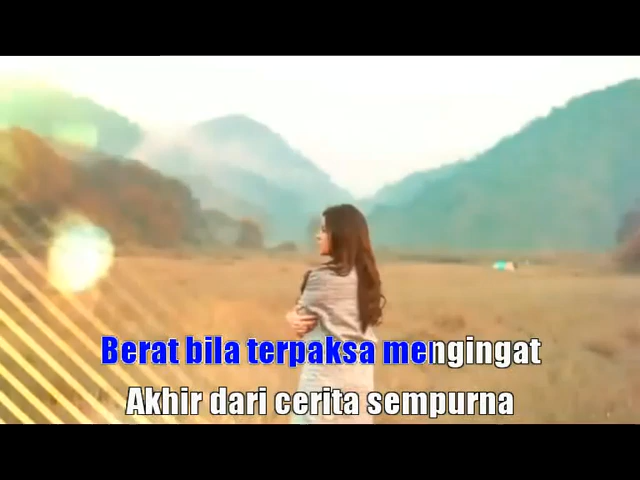 Berat bila terpaksa mengingat
Akhir dari cerita sempurna